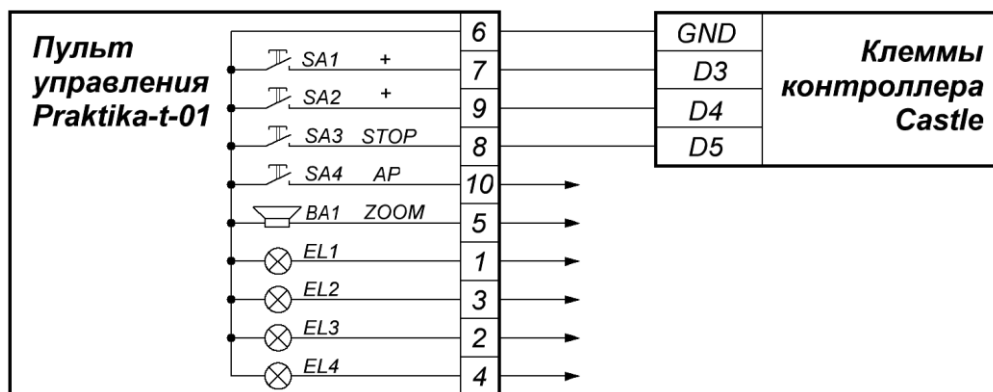 Пульт
управления
Praktika-t-01
6
SA1 + 7
SA2 + 9
SA3 STOP 8
SA4 AP 10
BA1 ZOOM 5
EL1 1
EL2 3
EL3 2
EL4 4
GND
D3
D4
D5
Клеммы
контроллера
Castle